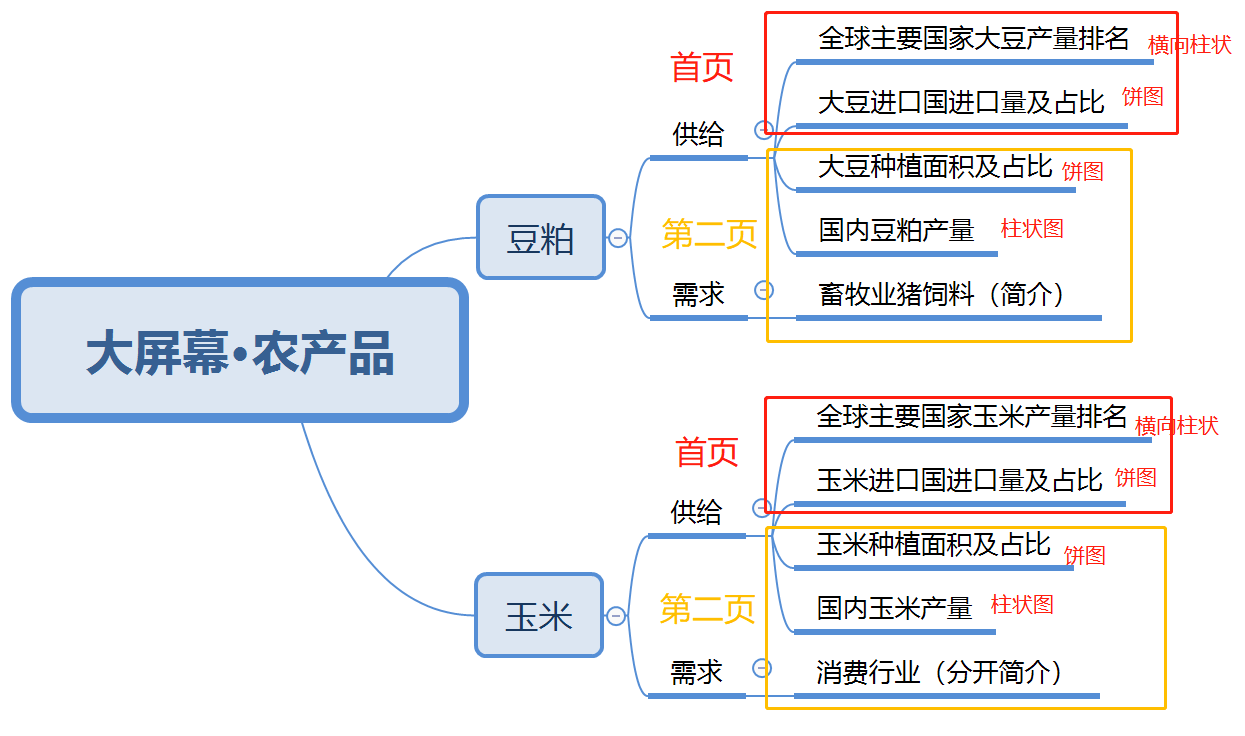 大屏幕•农产品
豆粕
首页
供给
全球主要国家大豆产量排名 横向柱状
大豆进口国进口量及占比 饼图
大豆种植面积及占比 饼图
第二页
国内豆粕产量 柱状图
需求
畜牧业猪饲料（简介）
玉米
首页
供给
全球主要国家玉米产量排名 横向柱状
玉米进口国进口量及占比 饼图
玉米种植面积及占比 饼图
第二页
国内玉米产量 柱状图
需求
消费行业（分开简介）